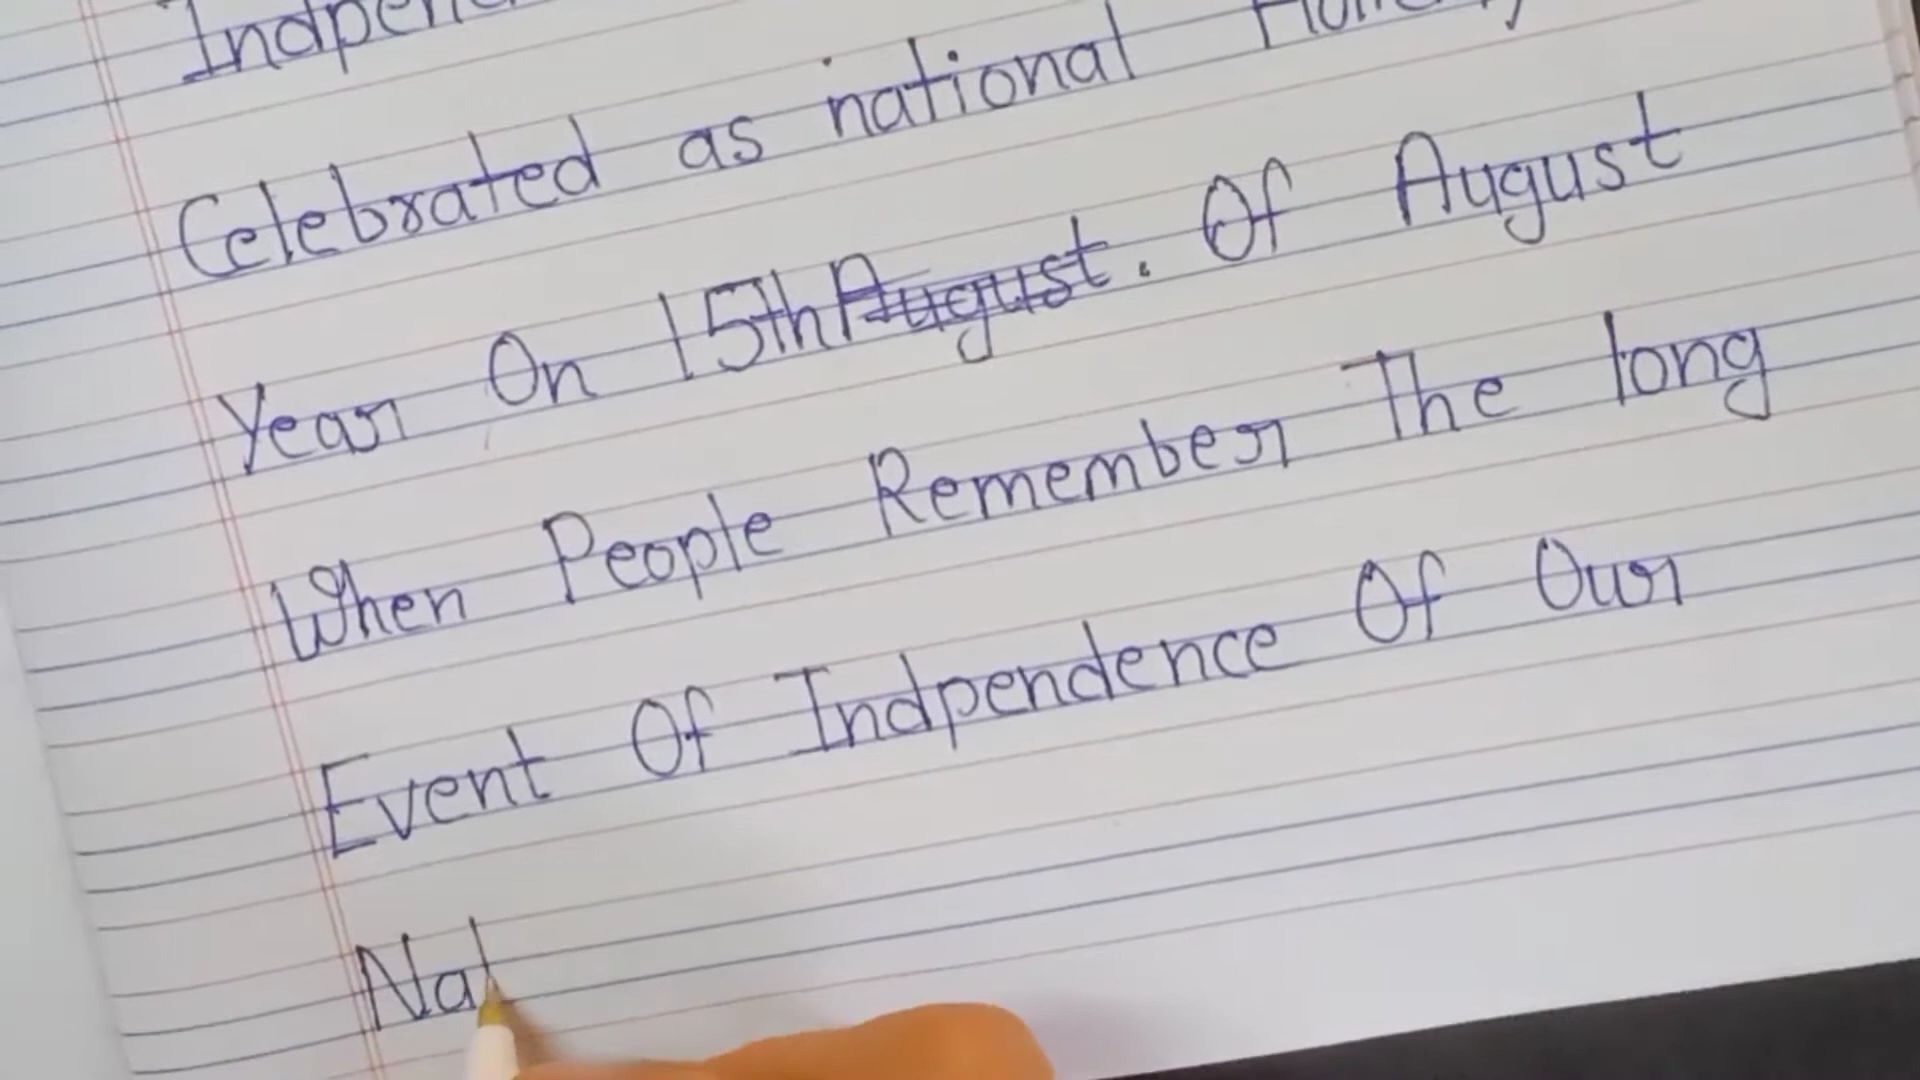 Celebrated as national
Year On 15th August. Of August
When People Remember The long
Event Of Indpendence Of Our
Na